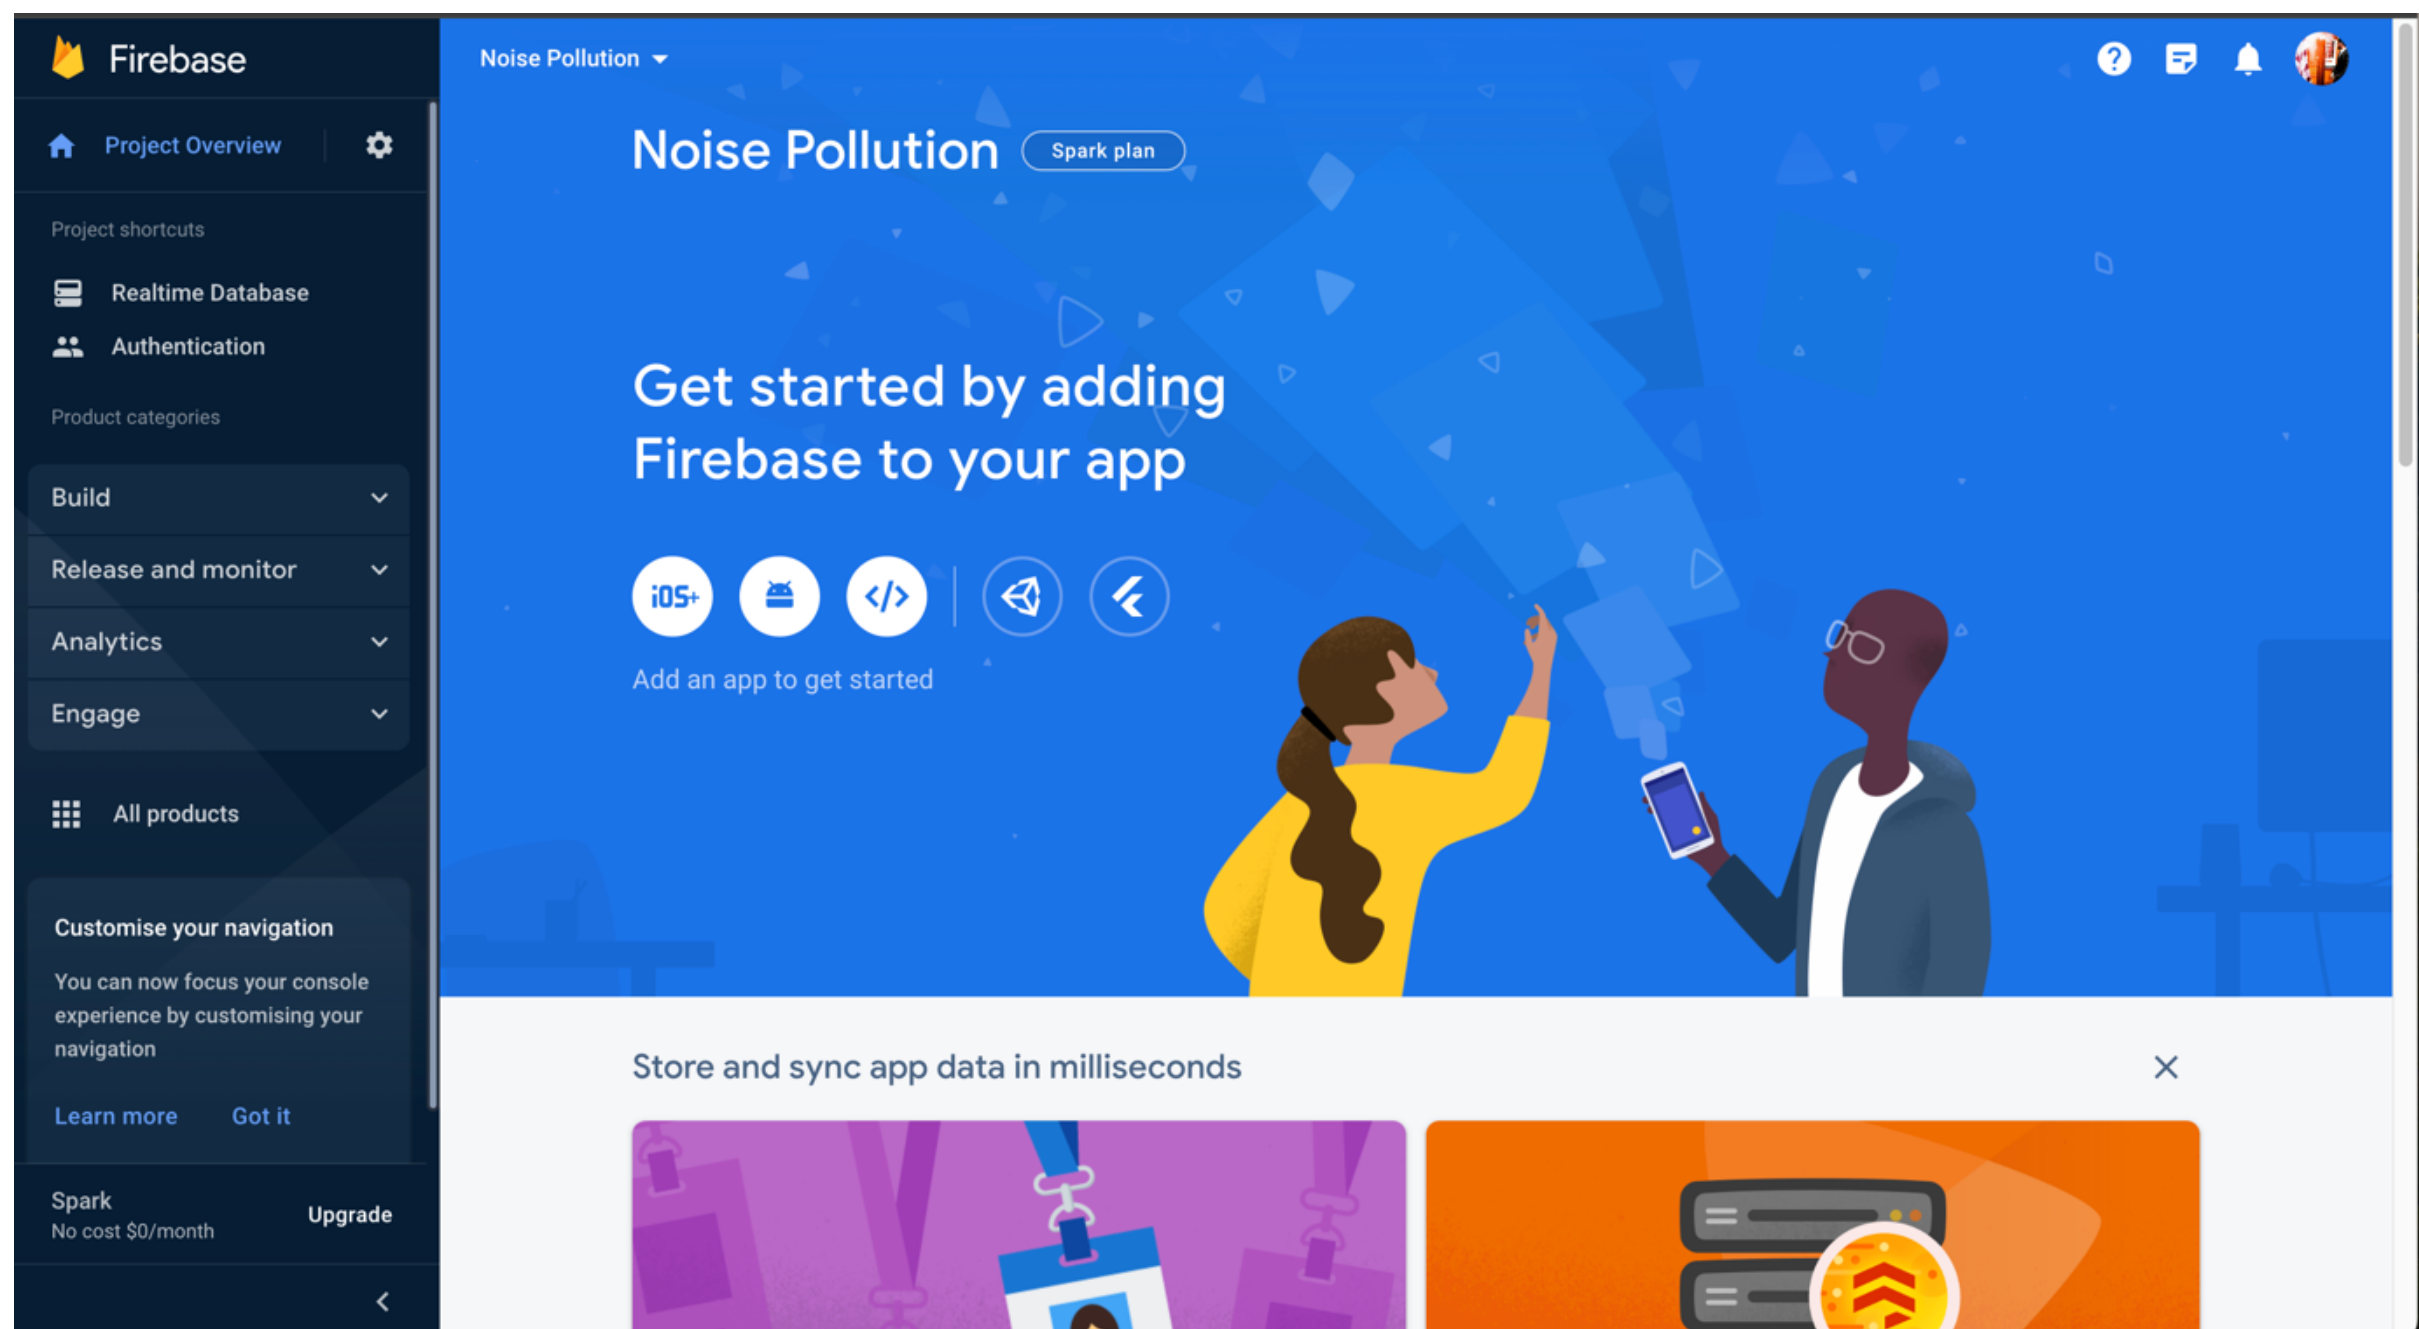 Firebase
Project Overview
Project shortcuts
Realtime Database
Authentication
Product categories
Build
Release and monitor
Analytics
Engage
All products
Customise your navigation
You can now focus your console
experience by customising your
navigation
Learn more Got it
Spark
No cost $0/month
Upgrade
Noise Pollution
Noise Pollution Spark plan
Get started by adding
Firebase to your app
iOS+
Add an app to get started
Store and sync app data in milliseconds